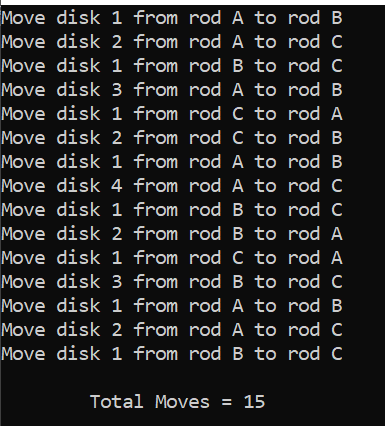 Move disk 1 from rod A to rod B
Move disk 2 from rod A to rod C
Move disk 1 from rod B to rod C
Move disk 3 from rod A to rod B
Move disk 1 from rod C to rod A
Move disk 2 from rod C to rod B
Move disk 1 from rod A to rod B
Move disk 4 from rod A to rod C
Move disk 1 from rod B to rod C
Move disk 2 from rod B to rod A
Move disk 1 from rod C to rod A
Move disk 3 from rod B to rod C
Move disk 1 from rod A to rod B
Move disk 2 from rod A to rod C
Move disk 1 from rod B to rod C
Total Moves = 15